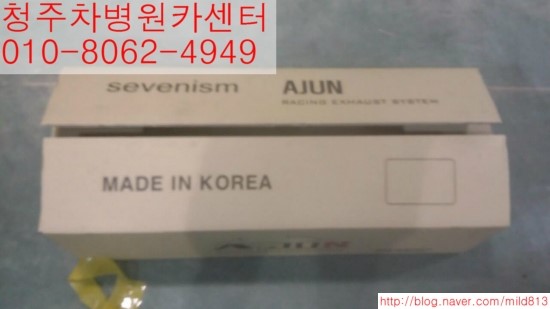 청주차병원카센터
010-8062-4949
sevenism AJUN
RACING EXHAUST SYSTEM
MADE IN KOREA
http://blog.naver.com/mild813